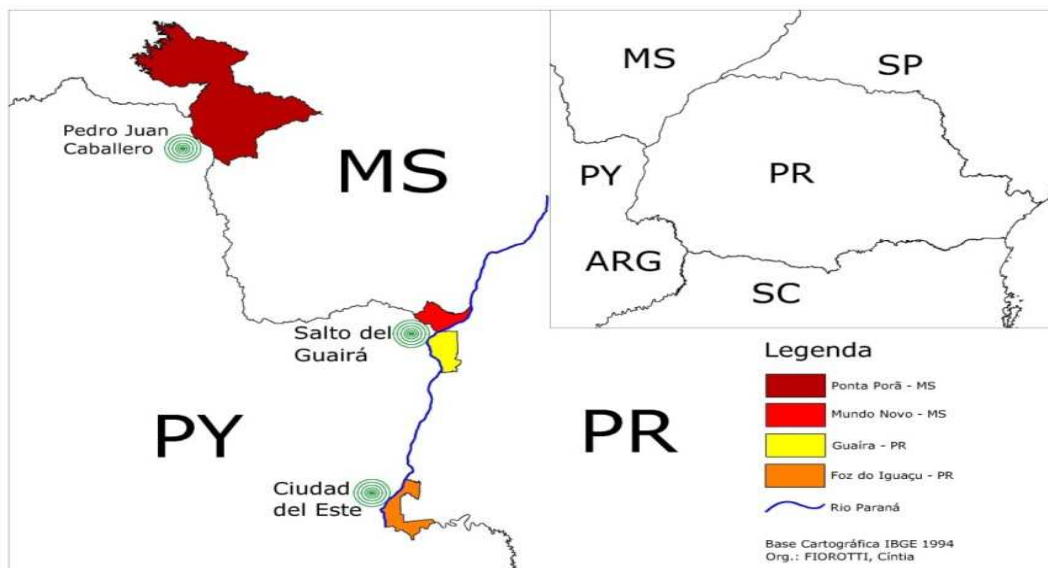 Pedro Juan
Caballero
MS
Salto del
Guairá
PY
PR
Ciudad
del Este
MS
SP
PY
PR
ARG
SC
Legenda
Ponta Porã - MS
Mundo Novo - MS
Guaíra - PR
Foz do Iguaçu - PR
Rio Paraná
Base Cartográfica IBGE 1994
Org.: FIOROTTI, Cíntia